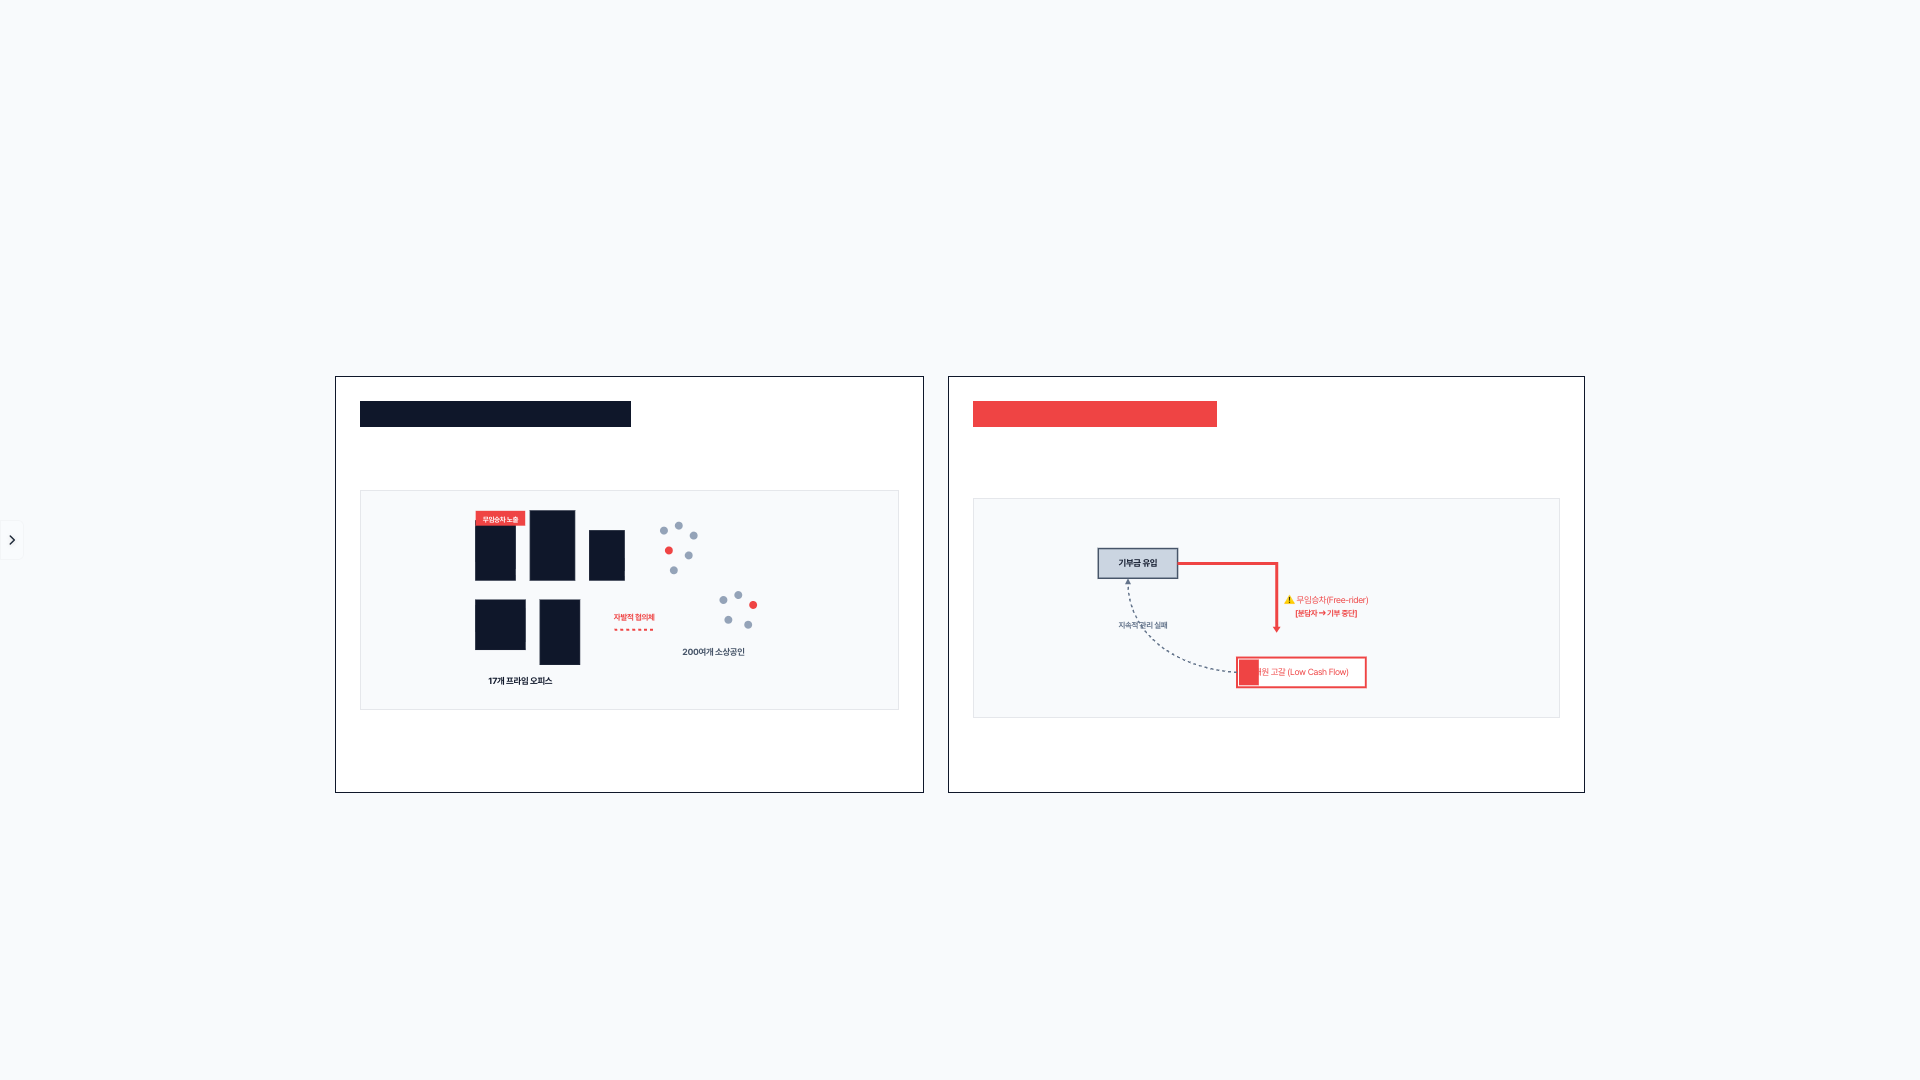 무임승차 노출
자발적 협의체
200여개 소상공인
17개 프라임 오피스
기부금 유입
⚠️ 무임승차(Free-rider)
[분담자 → 기부 중단]
지속적 관리 실패
고갈 (Low Cash Flow)